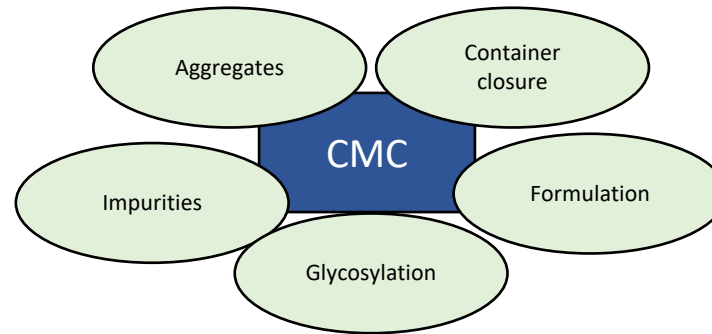 Aggregates
Container
closure
CMC
Impurities
Formulation
Glycosylation